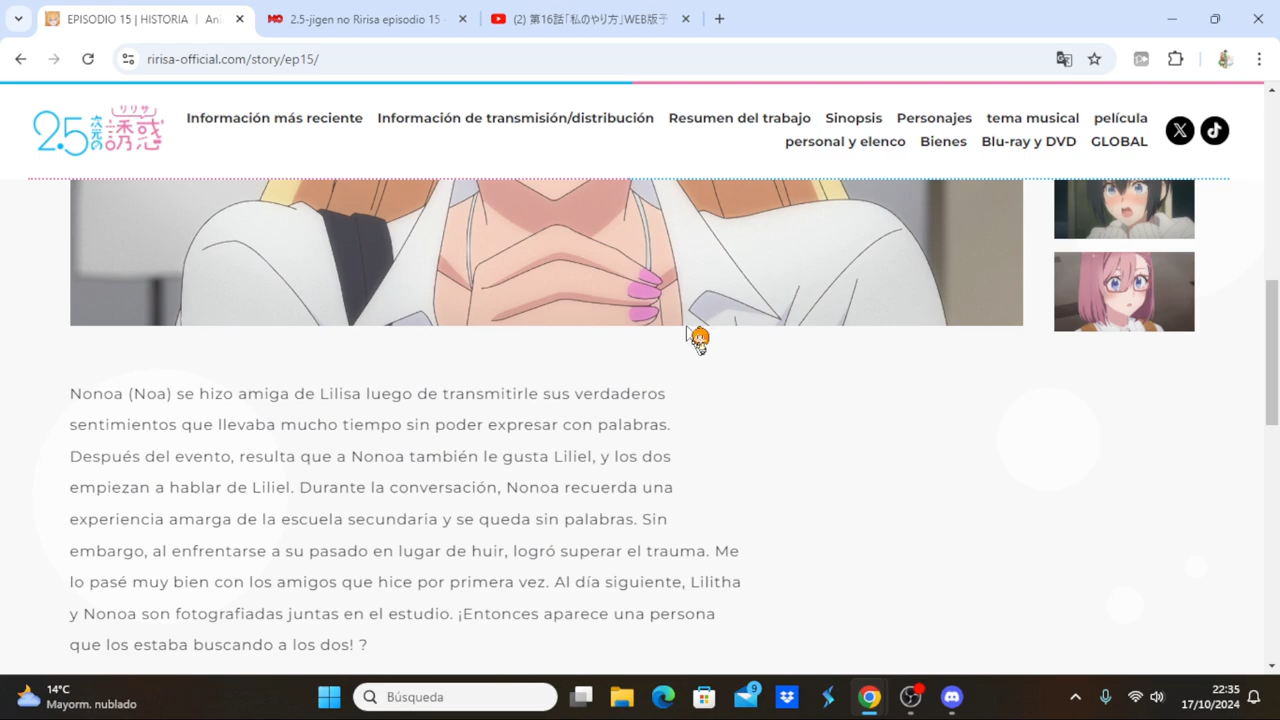 EPISODIO 15 | HISTORIA | Ani
2.5-jigen no Ririsa episodio 15
(2) 第16話「私のやり方」WEB版予
ririsa-official.com/story/ep15/
2.5次元の誘惑
リリサ
Información más reciente Información de transmisión/distribución Resumen del trabajo Sinopsis Personajes tema musical película
personal y elenco Bienes Blu-ray y DVD GLOBAL
Nonoa (Noa) se hizo amiga de Lilisa luego de transmitirle sus verdaderos
sentimientos que llevaba mucho tiempo sin poder expresar con palabras.
Después del evento, resulta que a Nonoa también le gusta Liliel, y los dos
empiezan a hablar de Liliel. Durante la conversación, Nonoa recuerda una
experiencia amarga de la escuela secundaria y se queda sin palabras. Sin
embargo, al enfrentarse a su pasado en lugar de huir, logró superar el trauma. Me
lo pasé muy bien con los amigos que hice por primera vez. Al día siguiente, Lilitha
y Nonoa son fotografiadas juntas en el estudio. ¡Entonces aparece una persona
que los estaba buscando a los dos! ?
14°C
Mayorm. nublado
Búsqueda
9
22:35
17/10/2024